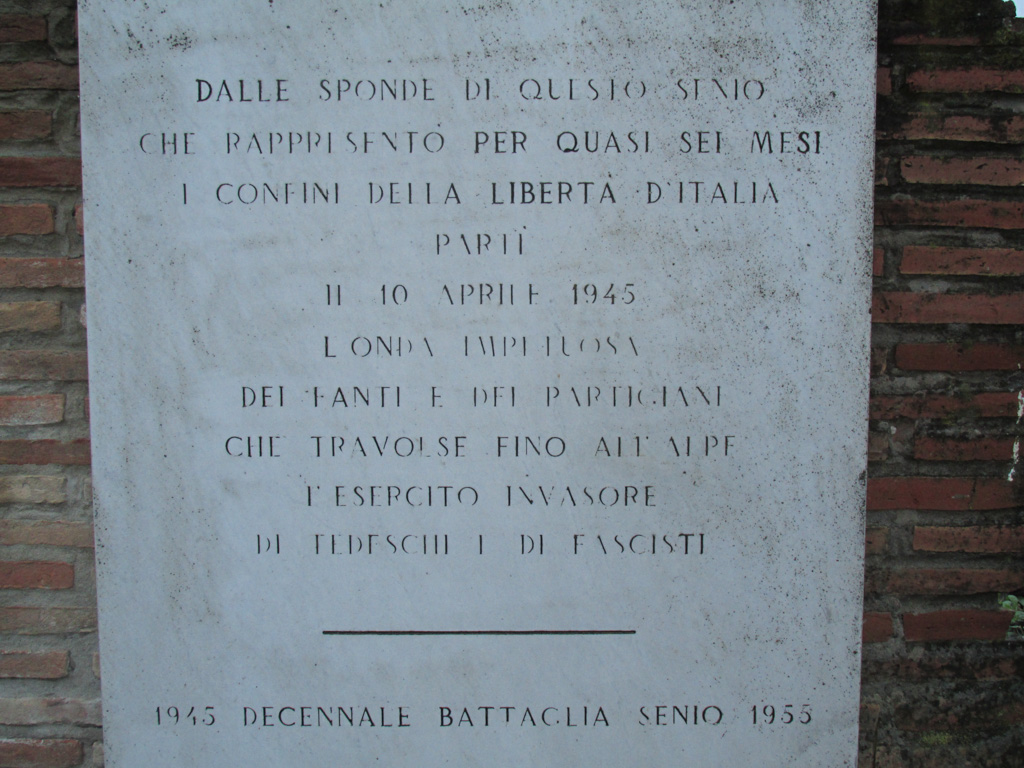 DALLE SPONDE DI QUESTO SENIO
CHE RAPPRESENTÒ PER QUASI SEI MESI
I CONFINI DELLA LIBERTÀ D'ITALIA
PARTÌ
IL 10 APRILE 1945
L'ONDA IMPETUOSA
DEI FANTI E DEI PARTIGIANI
CHE TRAVOLSE FINO ALL'ALPE
L'ESERCITO INVASORE
DI TEDESCHI E DI FASCISTI
1945 DECENNALE BATTAGLIA SENIO 1955